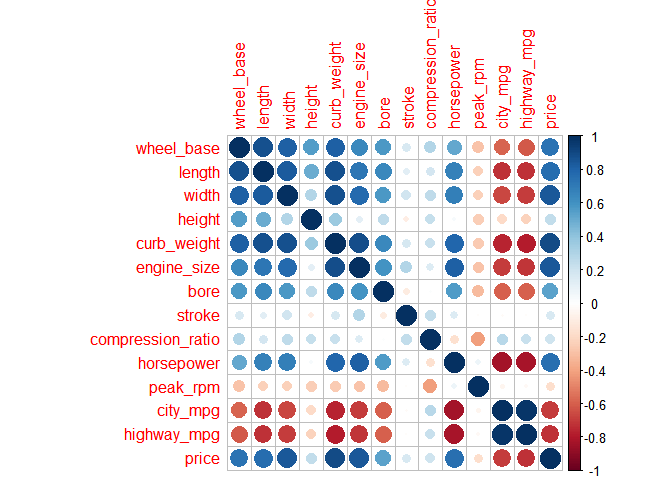 wheel_base
length
width
height
curb_weight
engine_size
bore
stroke
compression_ratio
horsepower
peak_rpm
city_mpg
highway_mpg
price
wheel_base
length
width
height
curb_weight
engine_size
bore
stroke
compression_ratio
horsepower
peak_rpm
city_mpg
highway_mpg
price
1
0.8
0.6
0.4
0.2
0
-0.2
-0.4
-0.6
-0.8
-1